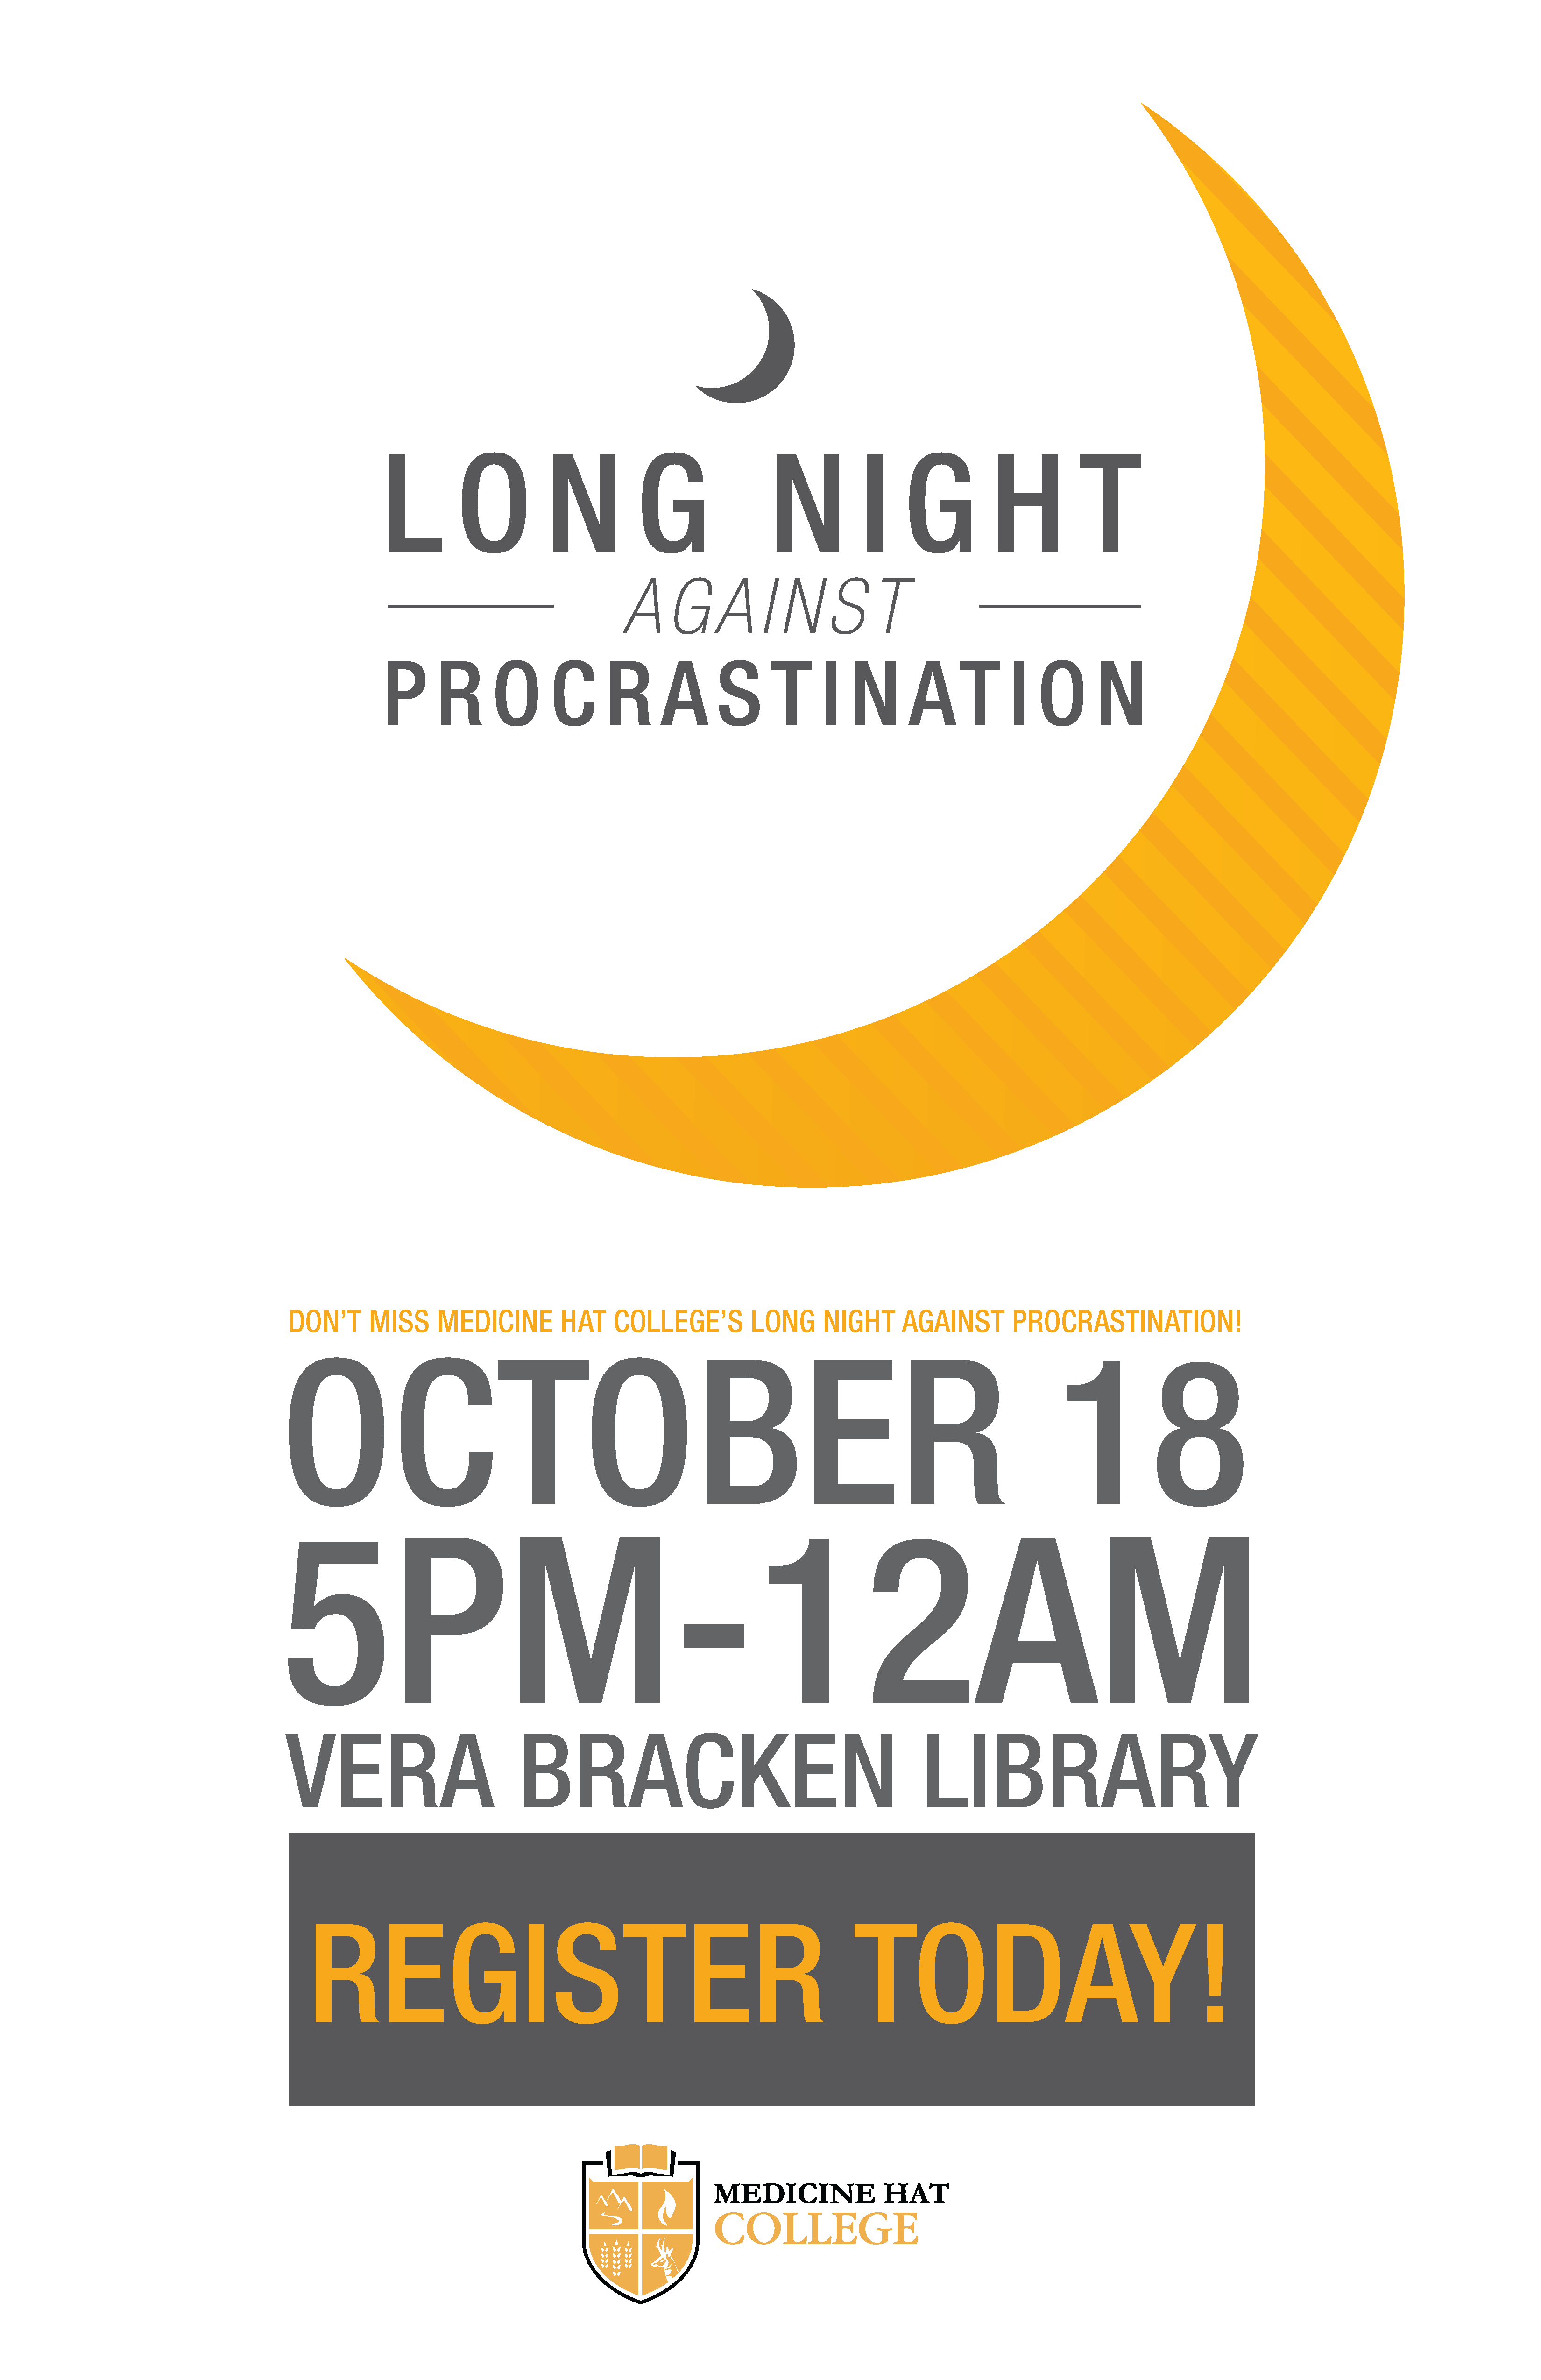 LONG NIGHT
AGAINST
PROCRASTINATION
DON'T MISS MEDICINE HAT COLLEGE'S LONG NIGHT AGAINST PROCRASTINATION!
OCTOBER 18
5PM-12AM
VERA BRACKEN LIBRARY
REGISTER TODAY!
MEDICINE HAT
COLLEGE